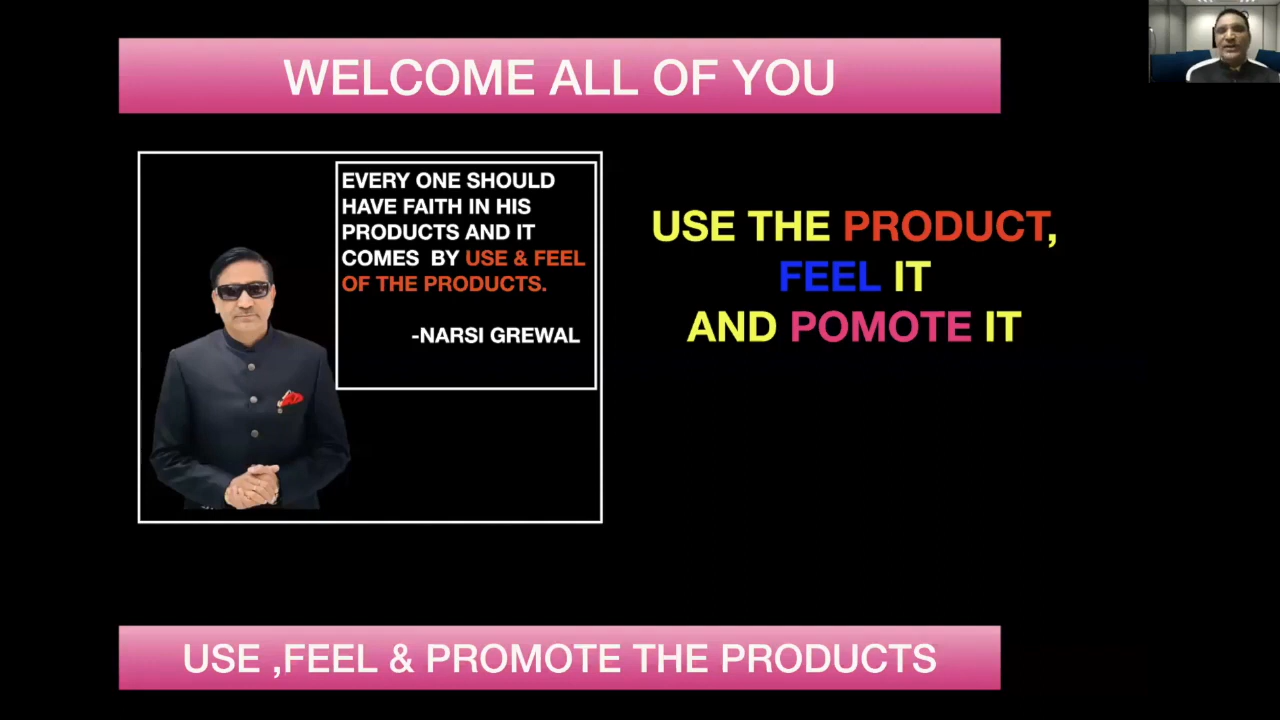 WELCOME ALL OF YOU
EVERY ONE SHOULD
HAVE FAITH IN HIS
PRODUCTS AND IT
COMES BY USE & FEEL
OF THE PRODUCTS.
-NARSI GREWAL
USE THE PRODUCT,
FEEL IT
AND POMOTE IT
USE ,FEEL & PROMOTE THE PRODUCTS